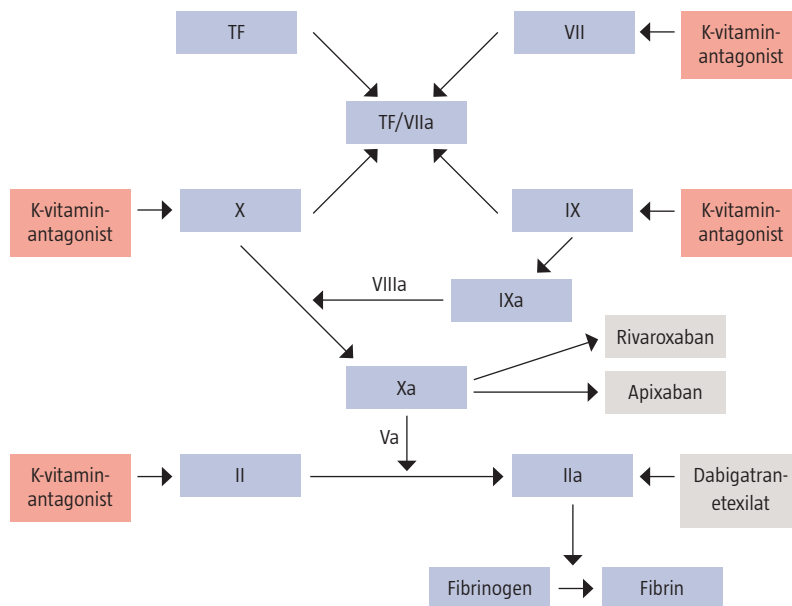 TF
VII
K-vitamin-
antagonist
TF/VIIa
K-vitamin-
antagonist
X
IX
K-vitamin-
antagonist
VIIIa
IXa
Rivaroxaban
Xa
Apixaban
Va
K-vitamin-
antagonist
II
IIa
Dabigatran-
etexilat
Fibrinogen
Fibrin